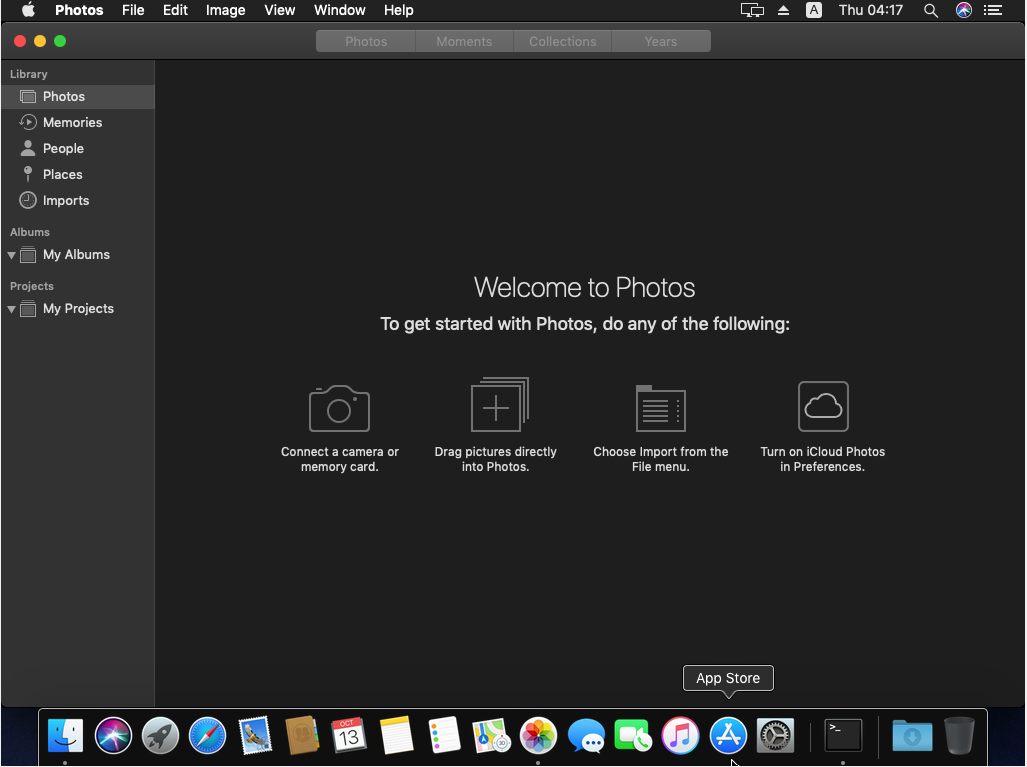 Photos File Edit Image View Window Help A Thu 04:17
Photos Moments Collections Years
Library
Photos
Memories
People
Places
Imports
Albums
My Albums
Projects
My Projects
Welcome to Photos
To get started with Photos, do any of the following:
Connect a camera or
memory card.
Drag pictures directly
into Photos.
Choose Import from the
File menu.
Turn on iCloud Photos
in Preferences.
App Store
OCT
13